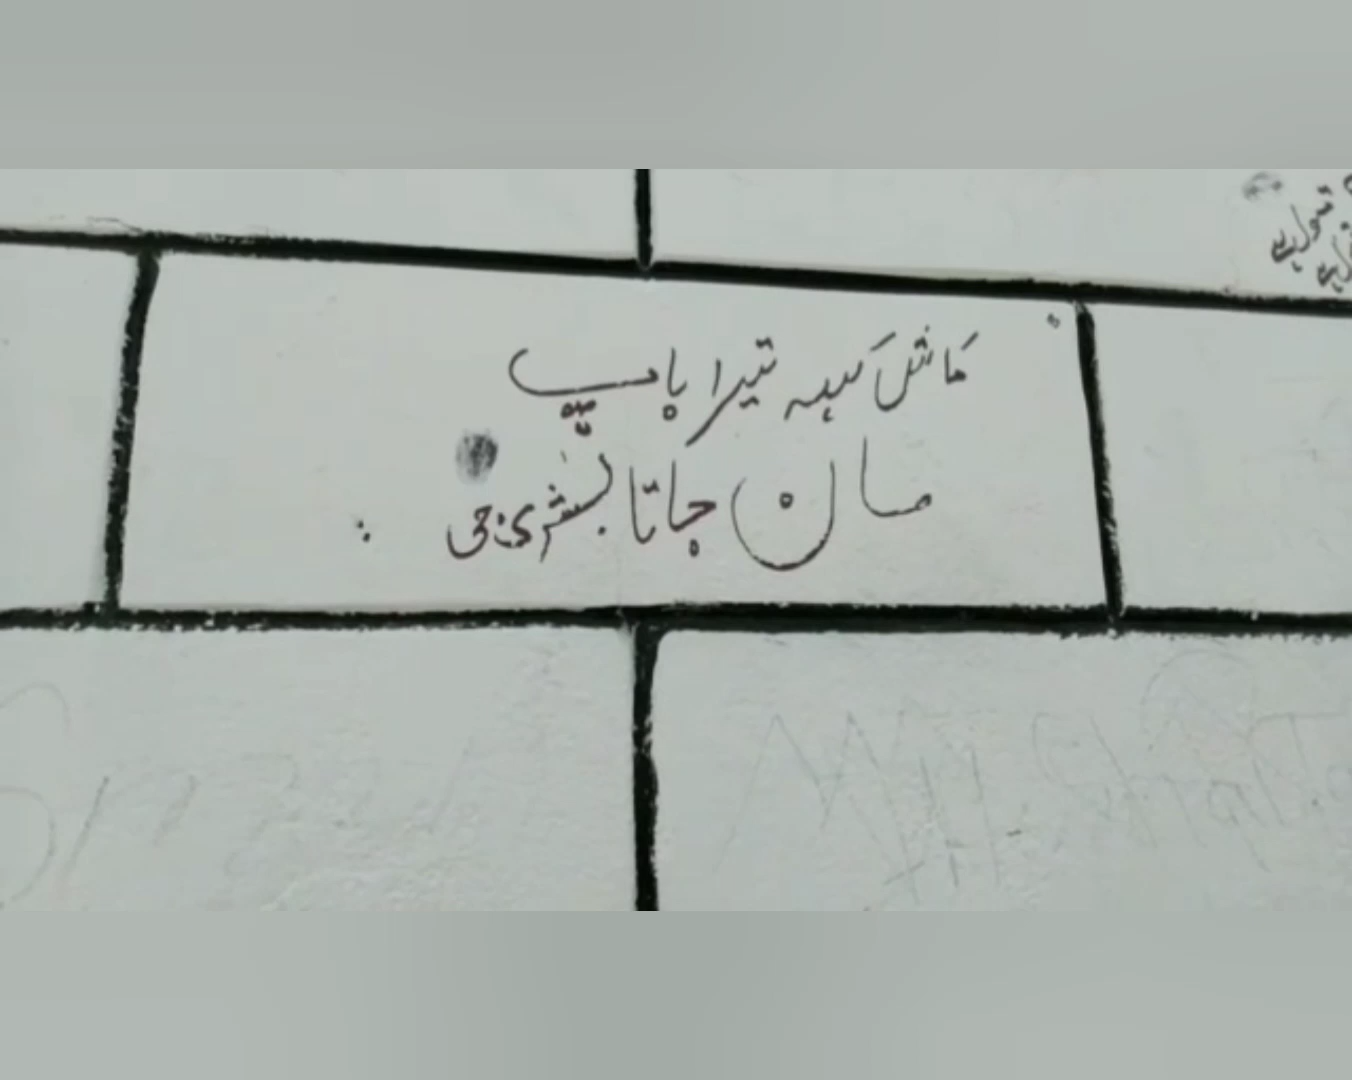 کاش کہ تیرا باپ
مان جاتا بشریٰ جی